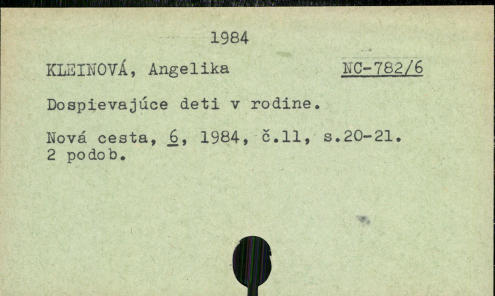 1984
KLEINOVÁ, Angelika NC-782/6
Dospievajúce deti v rodine.
Nová cesta, 6, 1984, č.11, s.20-21.
2 podob.